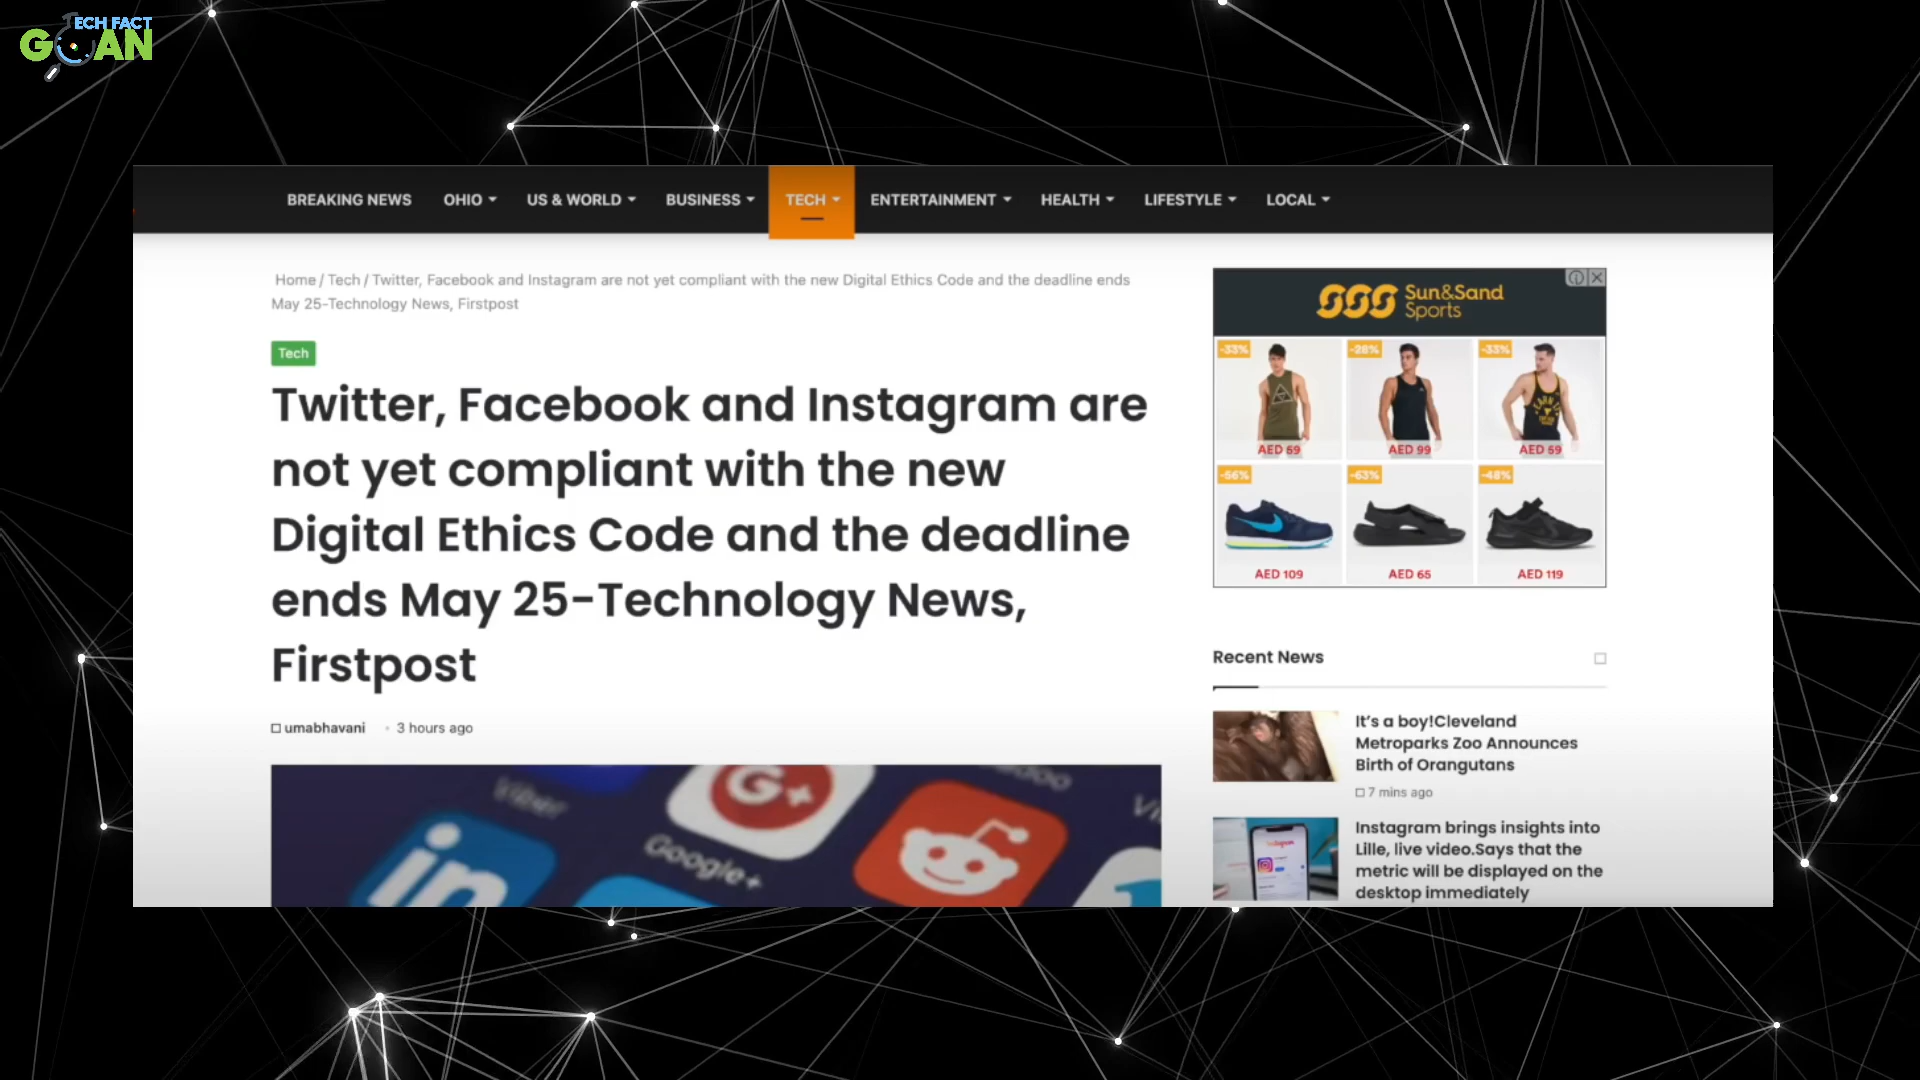 TECH FACT
GOAN
BREAKING NEWS OHIO US & WORLD BUSINESS TECH ENTERTAINMENT HEALTH LIFESTYLE LOCAL
Home / Tech / Twitter, Facebook and Instagram are not yet compliant with the new Digital Ethics Code and the deadline ends
May 25-Technology News, Firstpost
Tech
Twitter, Facebook and Instagram are
not yet compliant with the new
Digital Ethics Code and the deadline
ends May 25-Technology News,
Firstpost
umabhavani • 3 hours ago
Viber
G+
Google+
in
Sun&Sand
Sports
-33% -28% -33%
AED 59 AED 99 AED 59
-56% -63% -48%
AED 109 AED 65 AED 119
Recent News
It's a boy!Cleveland
Metroparks Zoo Announces
Birth of Orangutans
7 mins ago
Instagram brings insights into
Lille, live video.Says that the
metric will be displayed on the
desktop immediately